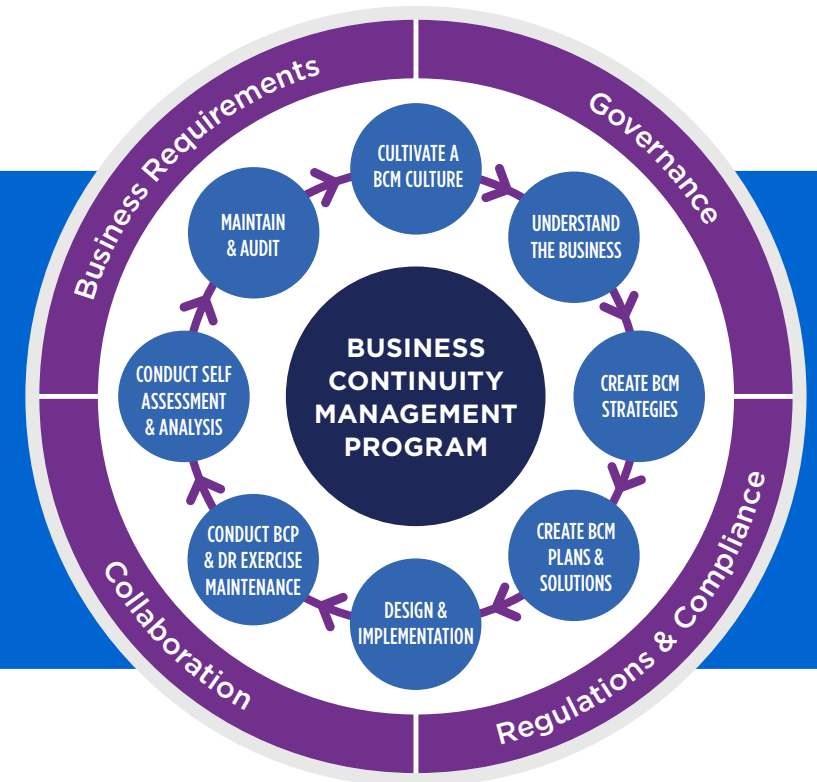 Business Requirements
Governance
CULTIVATE A
BCM CULTURE
UNDERSTAND
THE BUSINESS
CREATE BCM
STRATEGIES
CREATE BCM
PLANS &
SOLUTIONS
DESIGN &
IMPLEMENTATION
CONDUCT BCP
& DR EXERCISE
MAINTENANCE
CONDUCT SELF
ASSESSMENT
& ANALYSIS
MAINTAIN
& AUDIT
BUSINESS
CONTINUITY
MANAGEMENT
PROGRAM
Collaboration
Regulations & Compliance